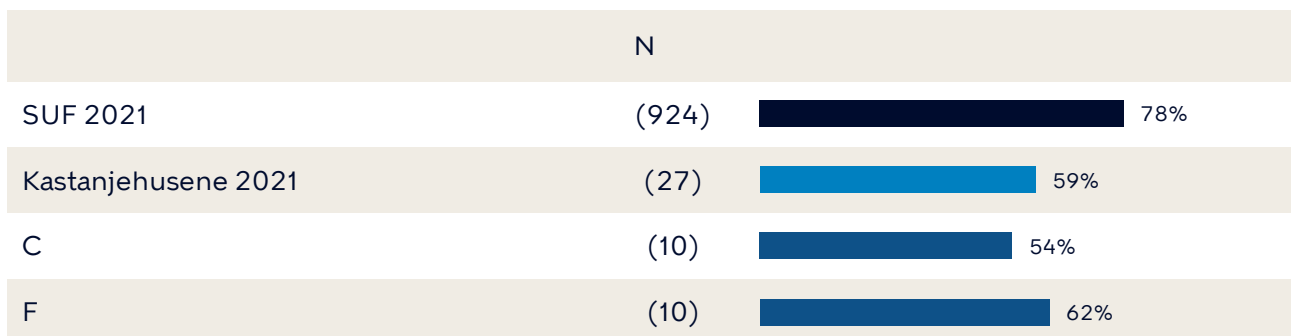 N
SUF 2021 (924) 78%
Kastanjehusene 2021 (27) 59%
C (10) 54%
F (10) 62%